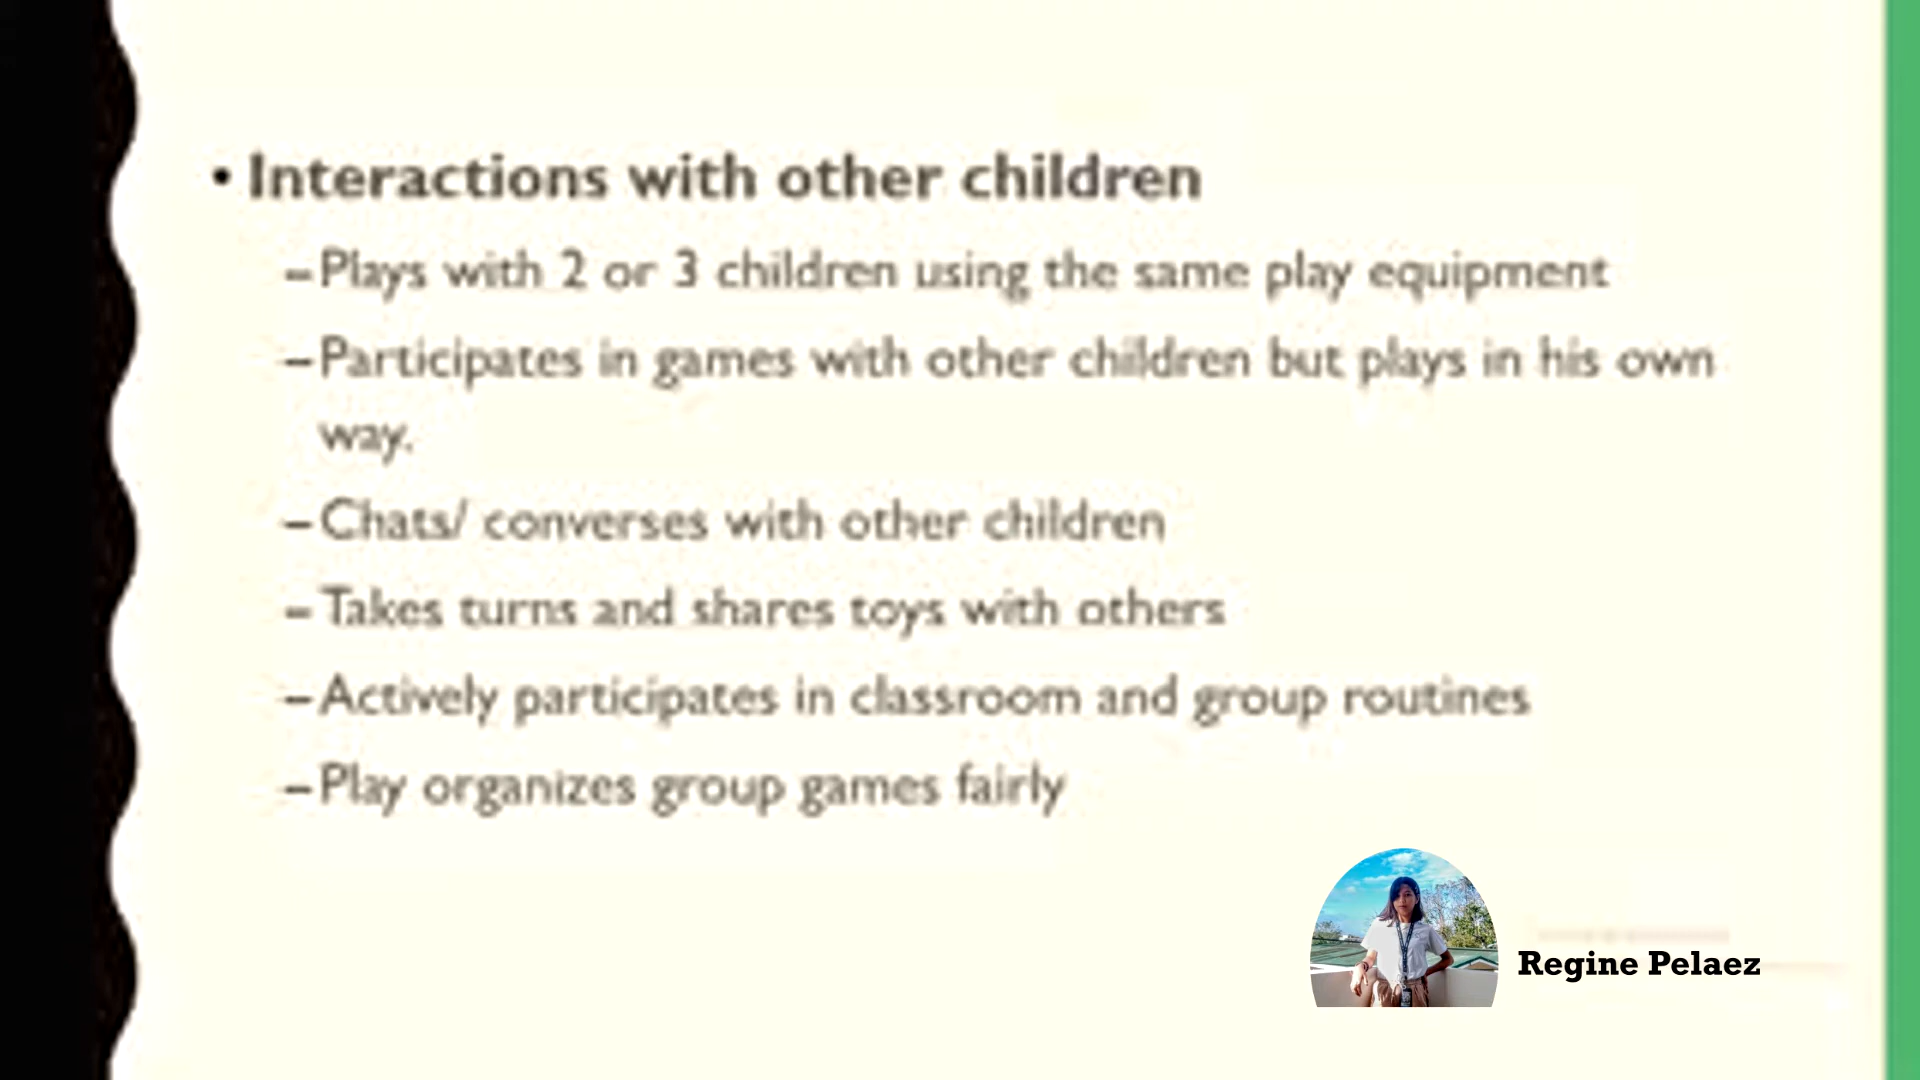 • Interactions with other children
– Plays with 2 or 3 children using the same play equipment
– Participates in games with other children but plays in his own
way.
– Chats/ converses with other children
– Takes turns and shares toys with others
– Actively participates in classroom and group routines
– Play organizes group games fairly
Regine Pelaez